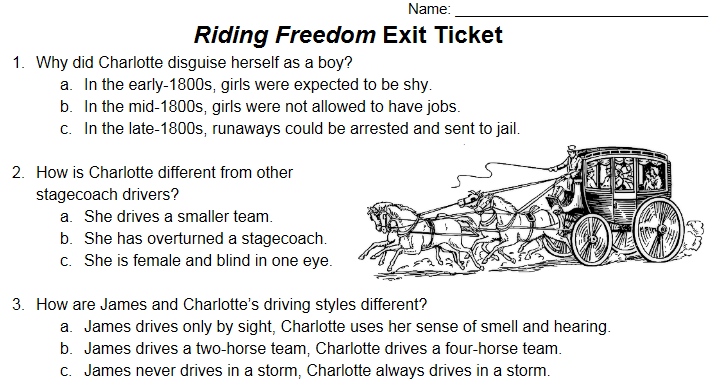 Name:
Riding Freedom Exit Ticket
1. Why did Charlotte disguise herself as a boy?
a. In the early-1800s, girls were expected to be shy.
b. In the mid-1800s, girls were not allowed to have jobs.
c. In the late-1800s, runaways could be arrested and sent to jail.
2. How is Charlotte different from other
stagecoach drivers?
a. She drives a smaller team.
b. She has overturned a stagecoach.
c. She is female and blind in one eye.
3. How are James and Charlotte's driving styles different?
a. James drives only by sight, Charlotte uses her sense of smell and hearing.
b. James drives a two-horse team, Charlotte drives a four-horse team.
c. James never drives in a storm, Charlotte always drives in a storm.